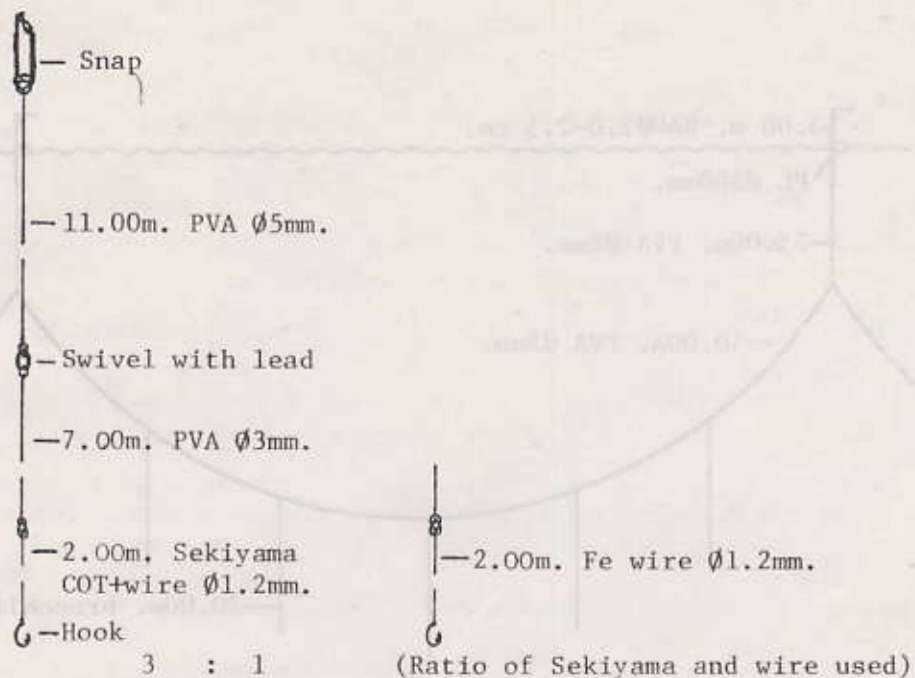 Snap
11.00m. PVA Ø5mm.
Swivel with lead
7.00m. PVA Ø3mm.
2.00m. Sekiyama
COT+wire Ø1.2mm.
Hook
2.00m. Fe wire Ø1.2mm.
3 : 1 (Ratio of Sekiyama and wire used)